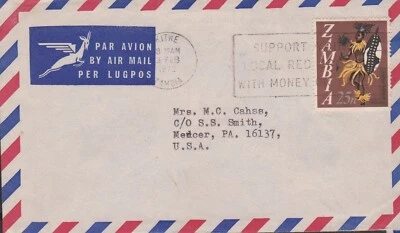 PAR AVION
BY AIR MAIL
PER LUGPOS
SUPPORT
LOCAL RED
WITH MONEY
ZAMBIA
25n
Mrs. M.C. Cahss,
C/O S.S. Smith,
Mercer, PA. 16137,
U.S.A.